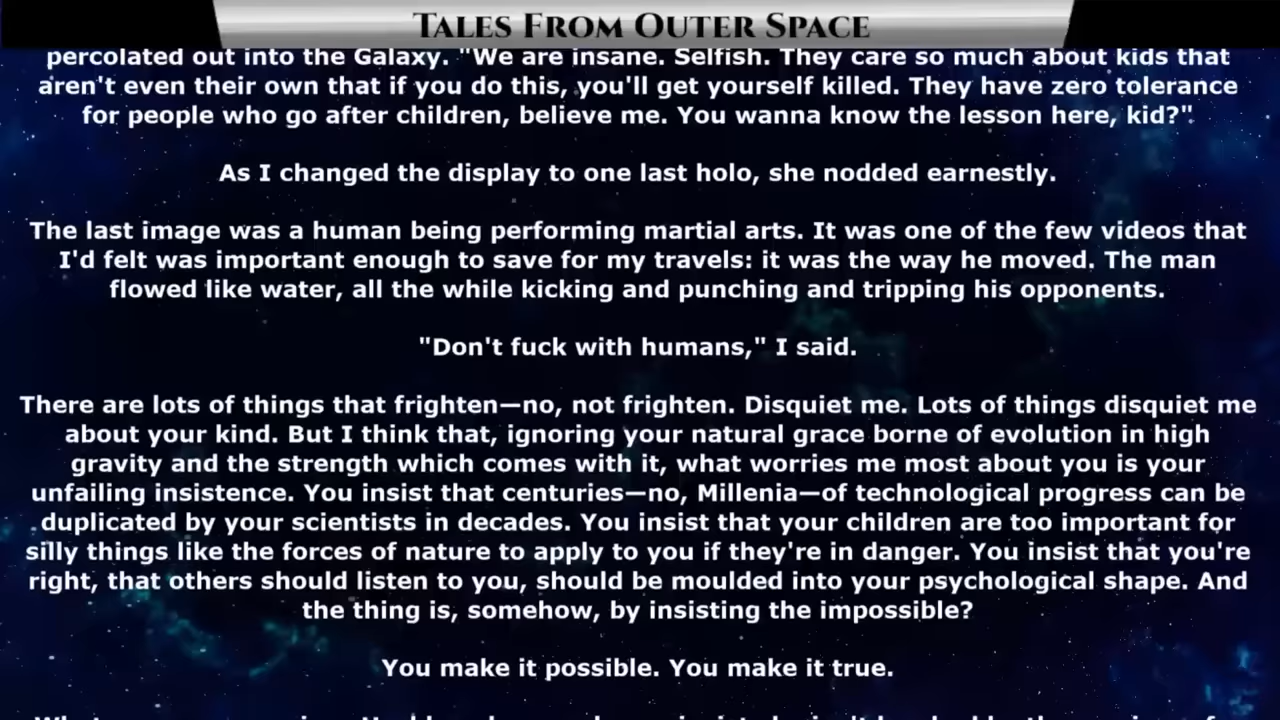 Tales From Outer Space
percolated out into the Galaxy. "We are insane. Selfish. They care so much about kids that
aren't even their own that if you do this, you'll get yourself killed. They have zero tolerance
for people who go after children, believe me. You wanna know the lesson here, kid?"
As I changed the display to one last holo, she nodded earnestly.
The last image was a human being performing martial arts. It was one of the few videos that
I'd felt was important enough to save for my travels: it was the way he moved. The man
flowed like water, all the while kicking and punching and tripping his opponents.
"Don't fuck with humans," I said.
There are lots of things that frighten—no, not frighten. Disquiet me. Lots of things disquiet me
about your kind. But I think that, ignoring your natural grace borne of evolution in high
gravity and the strength which comes with it, what worries me most about you is your
unfailing insistence. You insist that centuries—no, Millenia—of technological progress can be
duplicated by your scientists in decades. You insist that your children are too important for
silly things like the forces of nature to apply to you if they're in danger. You insist that you're
right, that others should listen to you, should be moulded into your psychological shape. And
the thing is, somehow, by insisting the impossible?
You make it possible. You make it true.